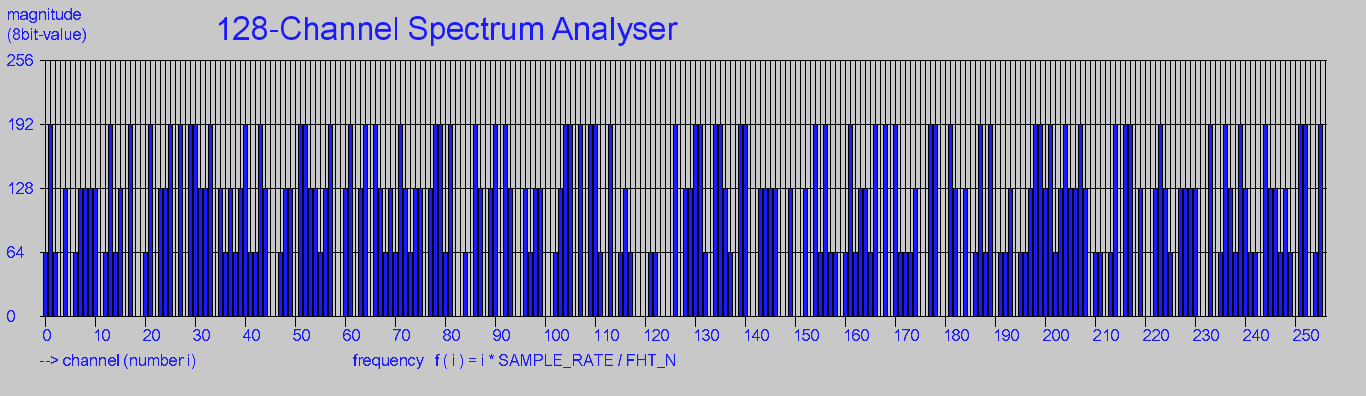 magnitude
(8bit-value)
128-Channel Spectrum Analyser
256
192
128
64
0
0 10 20 30 40 50 60 70 80 90 100 110 120 130 140 150 160 170 180 190 200 210 220 230 240 250
--> channel (number i)
frequency f ( i ) = i * SAMPLE_RATE / FHT_N